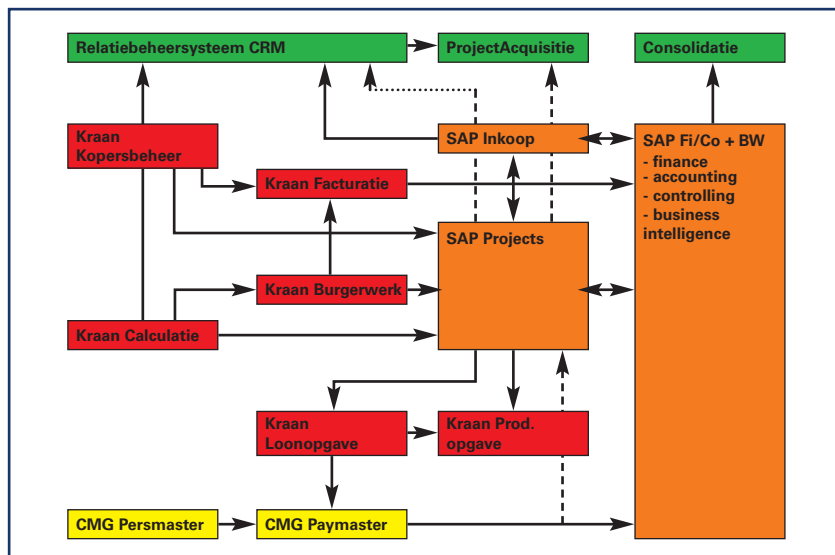 Relatiebeheersysteem CRM
ProjectAcquisitie
Consolidatie
Kraan
Kopersbeheer
SAP Inkoop
SAP Fi/Co + BW
- finance
- accounting
- controlling
- business
intelligence
Kraan Facturatie
SAP Projects
Kraan Burgerwerk
Kraan Calculatie
Kraan
Loonopgave
Kraan Prod.
opgave
CMG Persmaster
CMG Paymaster